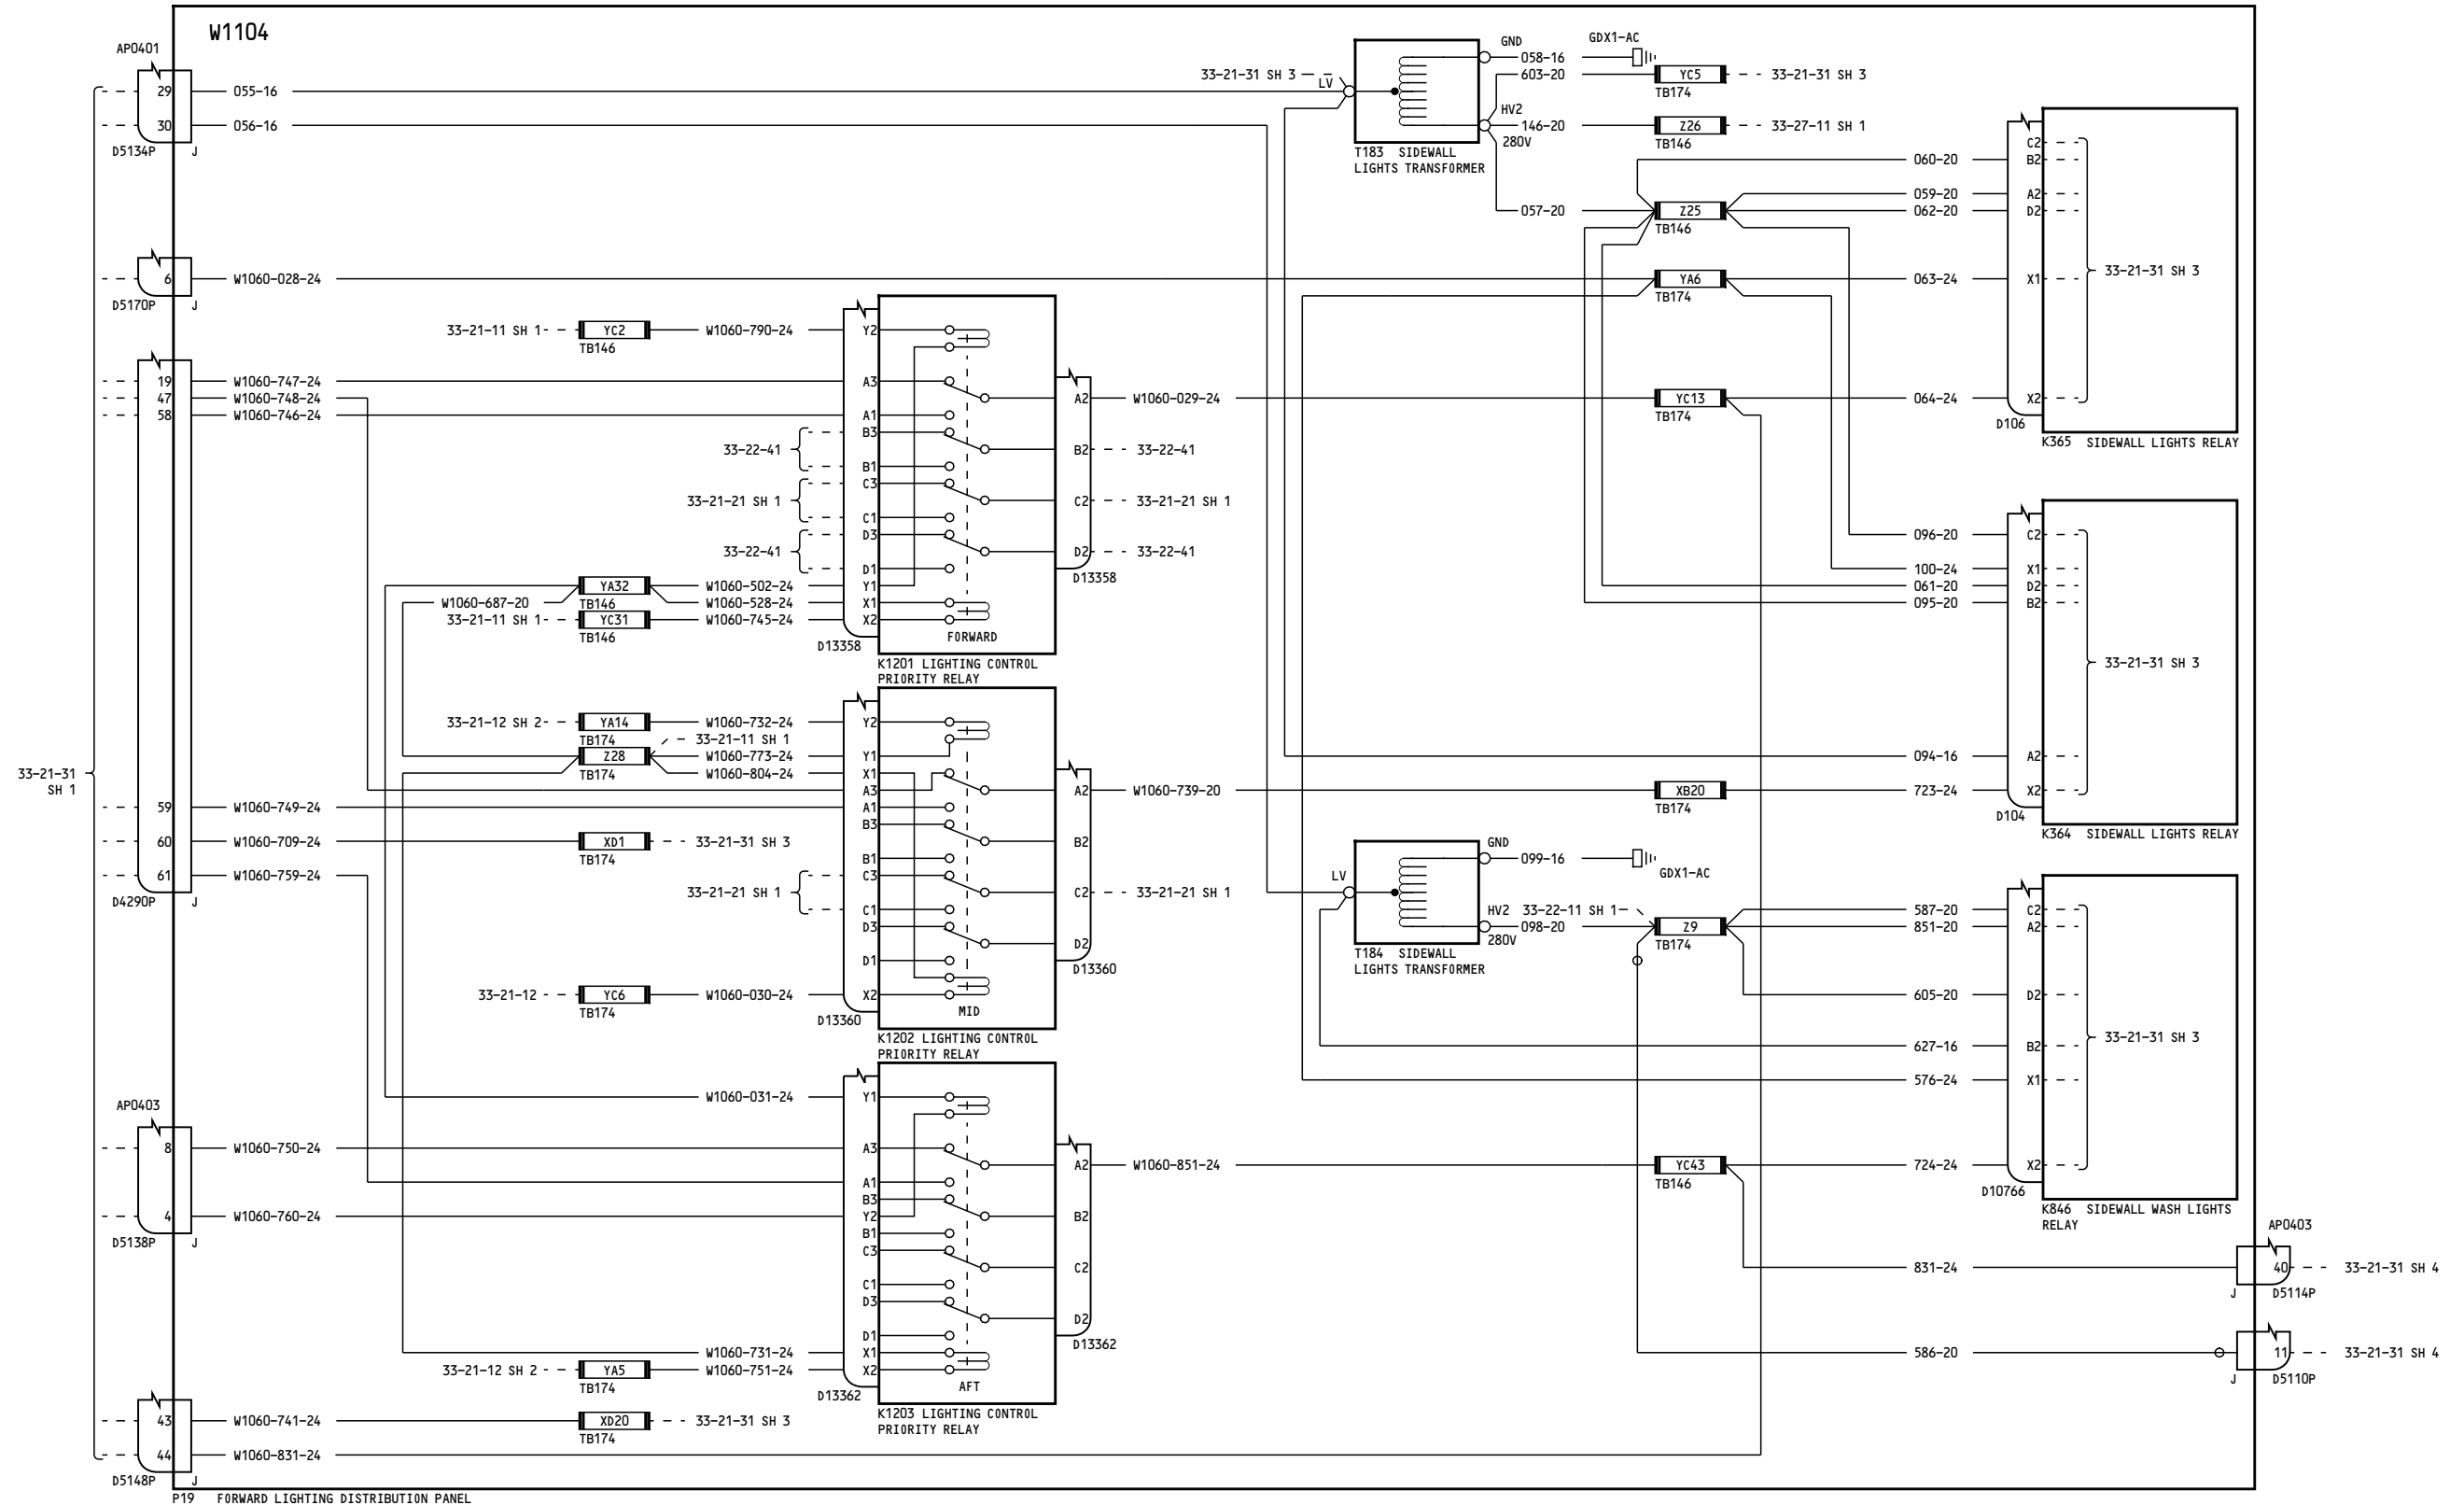 W1104
AP0401
29
055-16
30
056-16
D5134P
J
6
W1060-028-24
D5170P
J
19
W1060-747-24
47
W1060-748-24
58
W1060-746-24
59
W1060-749-24
60
W1060-709-24
61
W1060-759-24
D4290P
J
33-21-31
SH 1
AP0403
8
W1060-750-24
4
W1060-760-24
D5138P
J
43
W1060-741-24
44
W1060-831-24
D5148P
J
P19 FORWARD LIGHTING DISTRIBUTION PANEL
33-21-11 SH 1
YC2
TB146
W1060-790-24
33-22-41
33-21-21 SH 1
33-22-41
W1060-687-20
YA32
TB146
W1060-502-24
W1060-528-24
33-21-11 SH 1
YC31
TB146
W1060-745-24
Y2
A3
A1
B3
B1
C3
C1
D3
D1
Y1
X1
X2
D13358
FORWARD
K1201 LIGHTING CONTROL
PRIORITY RELAY
A2
W1060-029-24
B2
33-22-41
C2
33-21-21 SH 1
D2
33-22-41
D13358
33-21-12 SH 2
YA14
TB174
W1060-732-24
33-21-11 SH 1
Z28
TB174
W1060-773-24
W1060-804-24
XD1
TB174
33-21-31 SH 3
33-21-21 SH 1
33-21-12
YC6
TB174
W1060-030-24
Y2
Y1
X1
A3
A1
B3
B1
C3
C1
D3
D1
X2
D13360
MID
K1202 LIGHTING CONTROL
PRIORITY RELAY
A2
W1060-739-20
B2
C2
33-21-21 SH 1
D2
D13360
W1060-031-24
W1060-731-24
33-21-12 SH 2
YA5
TB174
W1060-751-24
XD20
TB174
33-21-31 SH 3
Y1
A3
A1
B3
Y2
B1
C3
C1
D3
D1
X1
X2
D13362
AFT
K1203 LIGHTING CONTROL
PRIORITY RELAY
A2
W1060-851-24
B2
C2
D2
D13362
33-21-31 SH 3
LV
GND
058-16
GDX1-AC
603-20
YC5
TB174
33-21-31 SH 3
HV2
146-20
280V
Z26
TB146
33-27-11 SH 1
T183 SIDEWALL
LIGHTS TRANSFORMER
057-20
Z25
TB146
YA6
TB174
YC13
TB174
XB20
TB174
LV
GND
099-16
GDX1-AC
HV2
33-22-11 SH 1
098-20
280V
Z9
TB174
T184 SIDEWALL
LIGHTS TRANSFORMER
YC43
TB146
060-20
059-20
062-20
063-24
064-24
C2
B2
A2
D2
X1
X2
33-21-31 SH 3
D106
K365 SIDEWALL LIGHTS RELAY
096-20
100-24
061-20
095-20
094-16
723-24
C2
X1
D2
B2
A2
X2
33-21-31 SH 3
D104
K364 SIDEWALL LIGHTS RELAY
587-20
851-20
605-20
627-16
576-24
724-24
C2
A2
D2
B2
X1
X2
33-21-31 SH 3
D10766
K846 SIDEWALL WASH LIGHTS
RELAY
AP0403
831-24
40
33-21-31 SH 4
J
D5114P
586-20
11
33-21-31 SH 4
J
D5110P